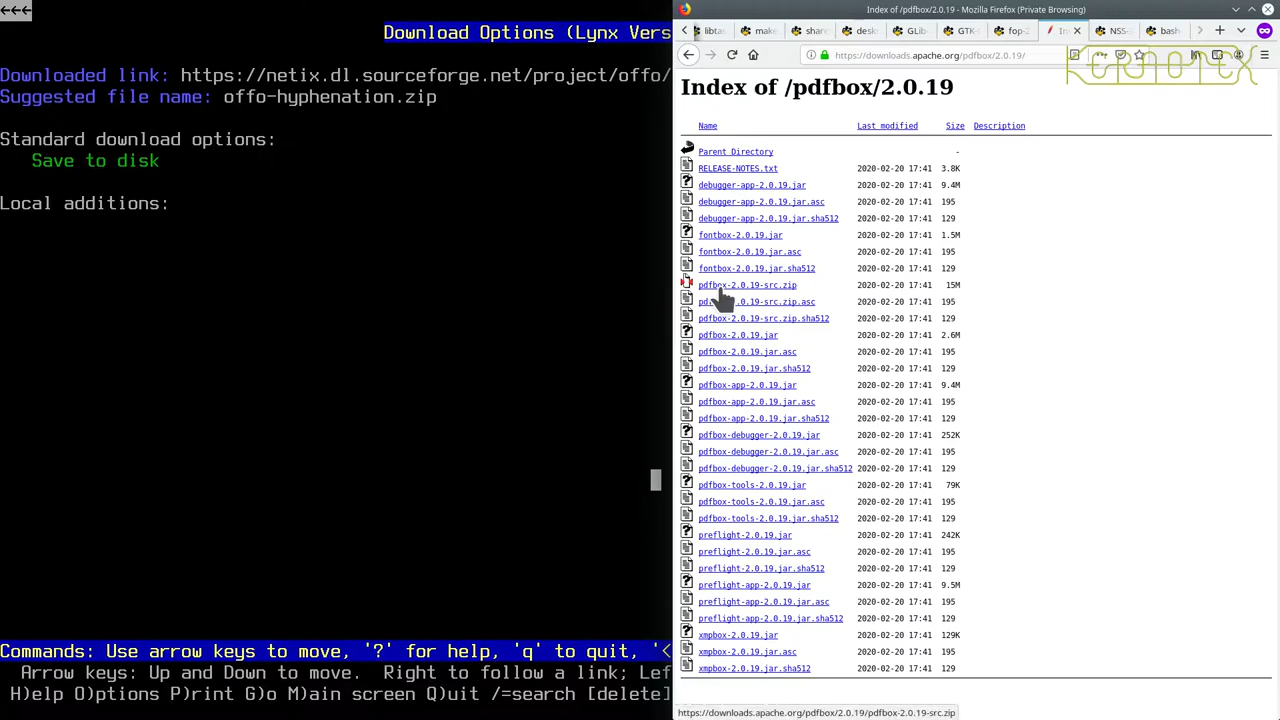 ←←←
Download Options (Lynx Vers
Downloaded link: https://netix.dl.sourceforge.net/project/offo/
Suggested file name: offo-hyphenation.zip
Standard download options:
Save to disk
Local additions:
Commands: Use arrow keys to move, '?' for help, 'q' to quit, '<
Arrow keys: Up and Down to move. Right to follow a link; Lef
H)elp O)ptions P)rint G)o M)ain screen Q)uit /=search [delete]
Index of /pdfbox/2.0.19 - Mozilla Firefox (Private Browsing)
libtas make share desk GLib GTK- fop-2 In NSS- bash
https://downloads.apache.org/pdfbox/2.0.19/
Index of /pdfbox/2.0.19
Name Last modified Size Description
Parent Directory -
RELEASE-NOTES.txt 2020-02-20 17:41 3.8K
debugger-app-2.0.19.jar 2020-02-20 17:41 9.4M
debugger-app-2.0.19.jar.asc 2020-02-20 17:41 195
debugger-app-2.0.19.jar.sha512 2020-02-20 17:41 129
fontbox-2.0.19.jar 2020-02-20 17:41 1.5M
fontbox-2.0.19.jar.asc 2020-02-20 17:41 195
fontbox-2.0.19.jar.sha512 2020-02-20 17:41 129
pdfbox-2.0.19-src.zip 2020-02-20 17:41 15M
pdfbox-2.0.19-src.zip.asc 2020-02-20 17:41 195
pdfbox-2.0.19-src.zip.sha512 2020-02-20 17:41 129
pdfbox-2.0.19.jar 2020-02-20 17:41 2.6M
pdfbox-2.0.19.jar.asc 2020-02-20 17:41 195
pdfbox-2.0.19.jar.sha512 2020-02-20 17:41 129
pdfbox-app-2.0.19.jar 2020-02-20 17:41 9.4M
pdfbox-app-2.0.19.jar.asc 2020-02-20 17:41 195
pdfbox-app-2.0.19.jar.sha512 2020-02-20 17:41 129
pdfbox-debugger-2.0.19.jar 2020-02-20 17:41 252K
pdfbox-debugger-2.0.19.jar.asc 2020-02-20 17:41 195
pdfbox-debugger-2.0.19.jar.sha512 2020-02-20 17:41 129
pdfbox-tools-2.0.19.jar 2020-02-20 17:41 79K
pdfbox-tools-2.0.19.jar.asc 2020-02-20 17:41 195
pdfbox-tools-2.0.19.jar.sha512 2020-02-20 17:41 129
preflight-2.0.19.jar 2020-02-20 17:41 242K
preflight-2.0.19.jar.asc 2020-02-20 17:41 195
preflight-2.0.19.jar.sha512 2020-02-20 17:41 129
preflight-app-2.0.19.jar 2020-02-20 17:41 9.5M
preflight-app-2.0.19.jar.asc 2020-02-20 17:41 195
preflight-app-2.0.19.jar.sha512 2020-02-20 17:41 129
xmpbox-2.0.19.jar 2020-02-20 17:41 129K
xmpbox-2.0.19.jar.asc 2020-02-20 17:41 195
xmpbox-2.0.19.jar.sha512 2020-02-20 17:41 129
https://downloads.apache.org/pdfbox/2.0.19/pdfbox-2.0.19-src.zip